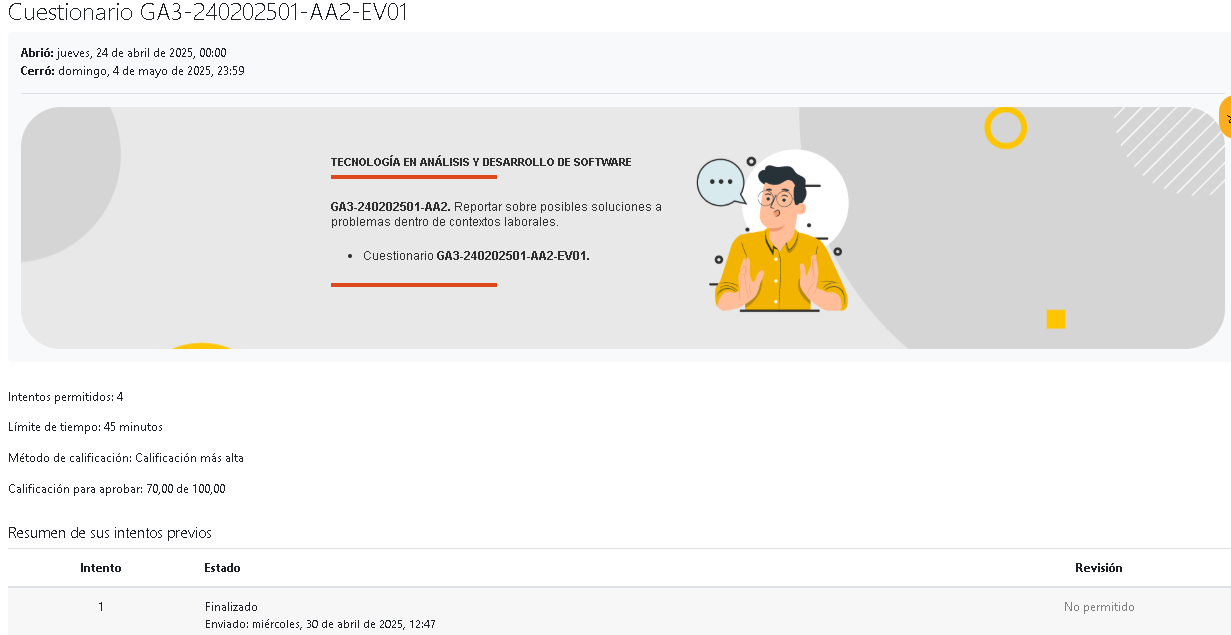 Cuestionario GA3-240202501-AA2-EV01
Abrió: jueves, 24 de abril de 2025, 00:00
Cerró: domingo, 4 de mayo de 2025, 23:59
TECNOLOGÍA EN ANÁLISIS Y DESARROLLO DE SOFTWARE
GA3-240202501-AA2. Reportar sobre posibles soluciones a
problemas dentro de contextos laborales.
• Cuestionario GA3-240202501-AA2-EV01.
Intentos permitidos: 4
Límite de tiempo: 45 minutos
Método de calificación: Calificación más alta
Calificación para aprobar: 70,00 de 100,00
Resumen de sus intentos previos
Intento Estado Revisión
1 Finalizado No permitido
Enviado: miércoles, 30 de abril de 2025, 12:47